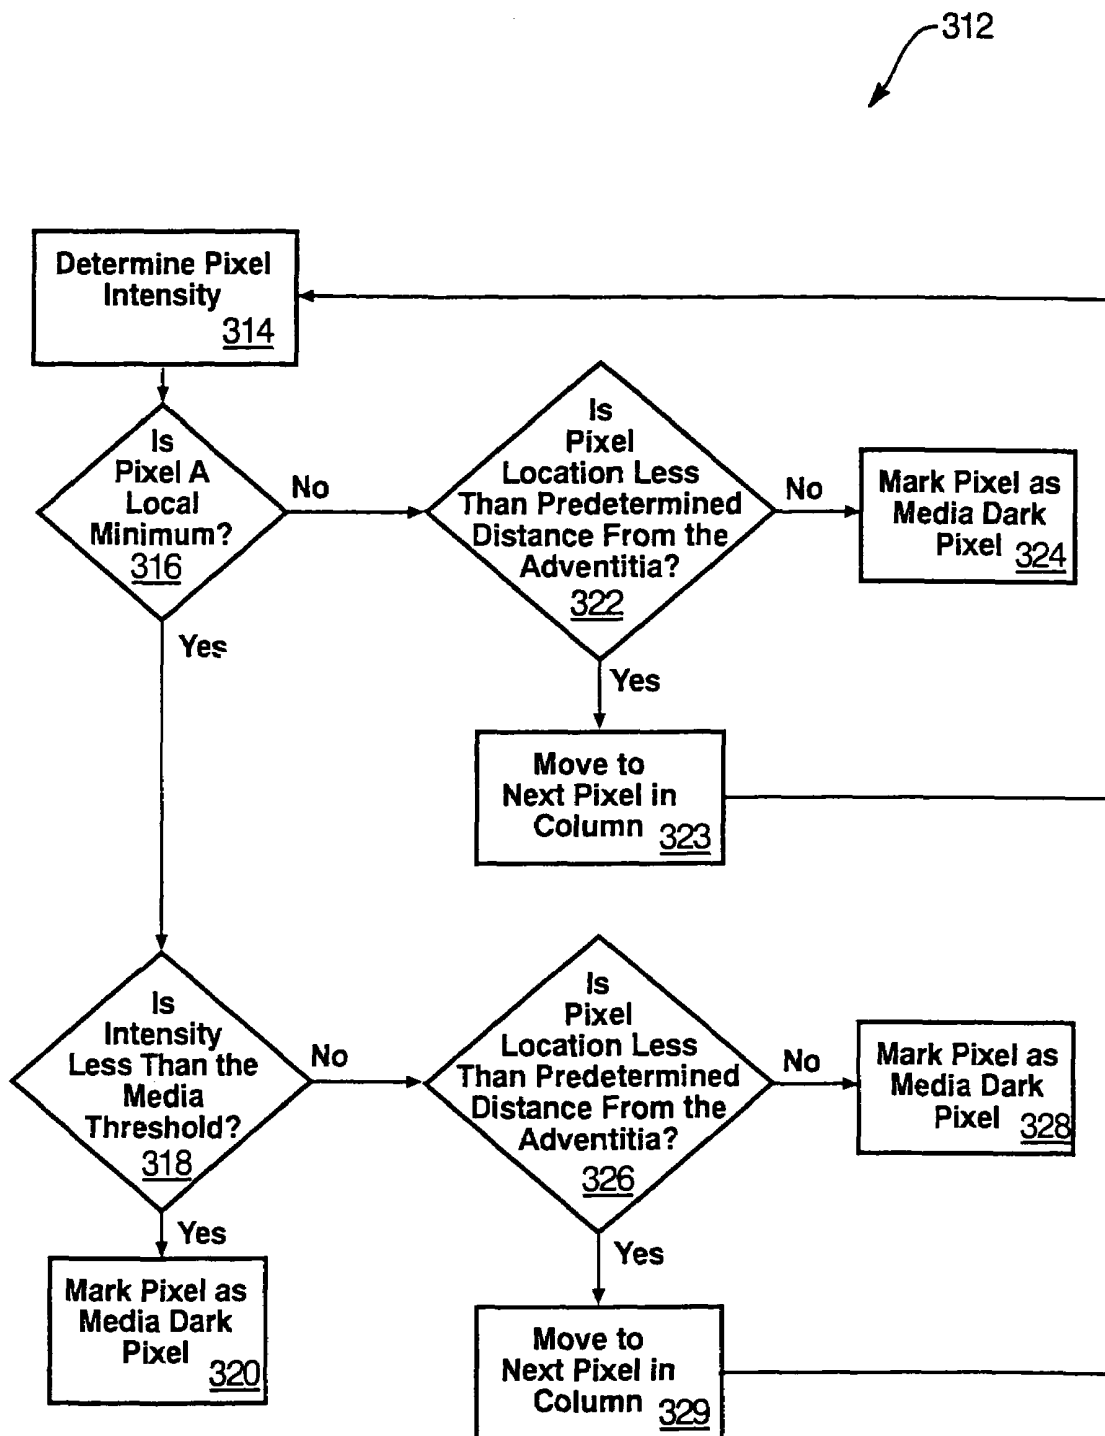 312
Determine Pixel
Intensity
314
Is
Pixel A
Local
Minimum?
316
No
Is
Pixel
Location Less
Than Predetermined
Distance From the
Adventitia?
322
No
Mark Pixel as
Media Dark
Pixel
324
Yes
Yes
Move to
Next Pixel in
Column
323
Is
Intensity
Less Than the
Media
Threshold?
318
No
Is
Pixel
Location Less
Than Predetermined
Distance From the
Adventitia?
326
No
Mark Pixel as
Media Dark
Pixel
328
Yes
Yes
Mark Pixel as
Media Dark
Pixel
320
Move to
Next Pixel in
Column
329